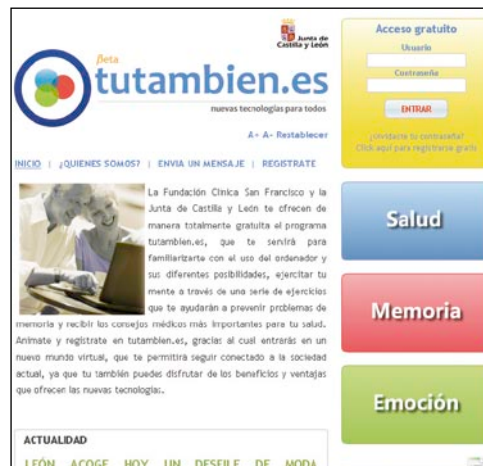 Junta de
Castilla y León
βeta
tutambien.es
nuevas tecnologías para todos
A+ A- Restablecer
INICIO | ¿QUIENES SOMOS? | ENVIA UN MENSAJE | REGISTRATE
La Fundación Clínica San Francisco y la
Junta de Castilla y León te ofrecen de
manera totalmente gratuita el programa
tutambien.es, que te servirá para
familiarizarte con el uso del ordenador y
sus diferentes posibilidades, ejercitar tu
mente a través de una serie de ejercicios
que te ayudarán a prevenir problemas de
memoria y recibir los consejos médicos más importantes para tu salud.
Animate y registrate en tutambien.es, gracias al cual entrarás en un
nuevo mundo virtual, que te permitirá seguir conectado a la sociedad
actual, ya que tu también puedes disfrutar de los beneficios y ventajas
que ofrecen las nuevas tecnologías.
ACTUALIDAD
LEÓN ACOGE HOY UN DESFILE DE MODA
Acceso gratuito
Usuario
Contraseña
ENTRAR
¿Olvidaste tu contraseña?
Click aquí para registrarse gratis
Salud
Memoria
Emoción